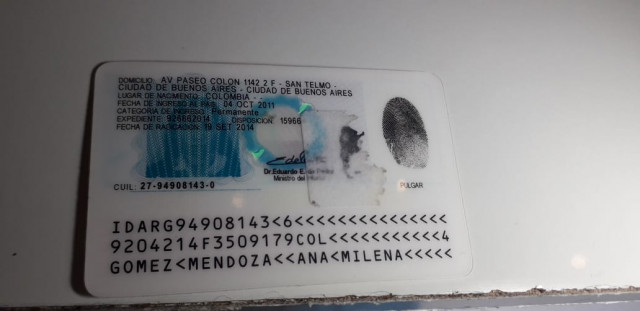 DOMICILIO: AV PASEO COLON 1142 2 F - SAN TELMO -
CIUDAD DE BUENOS AIRES - CIUDAD DE BUENOS AIRES
LUGAR DE NACIMIENTO: COLOMBIA - -
FECHA DE INGRESO AL PAIS: 04 OCT 2011
CATEGORIA DE INGRESO: Permanente
EXPEDIENTE: 926662014 DISPOSICION: 15966
FECHA DE RADICACION: 19 SET 2014
Dr. Eduardo E.
Ministro del
CUIL: 27-94908143-0
PULGAR
IDARG94908143<6<<<<<<<<<<<<<<<
9204214F3509179COL<<<<<<<<<<<4
GOMEZ<MENDOZA<<ANA<MILENA<<<<<